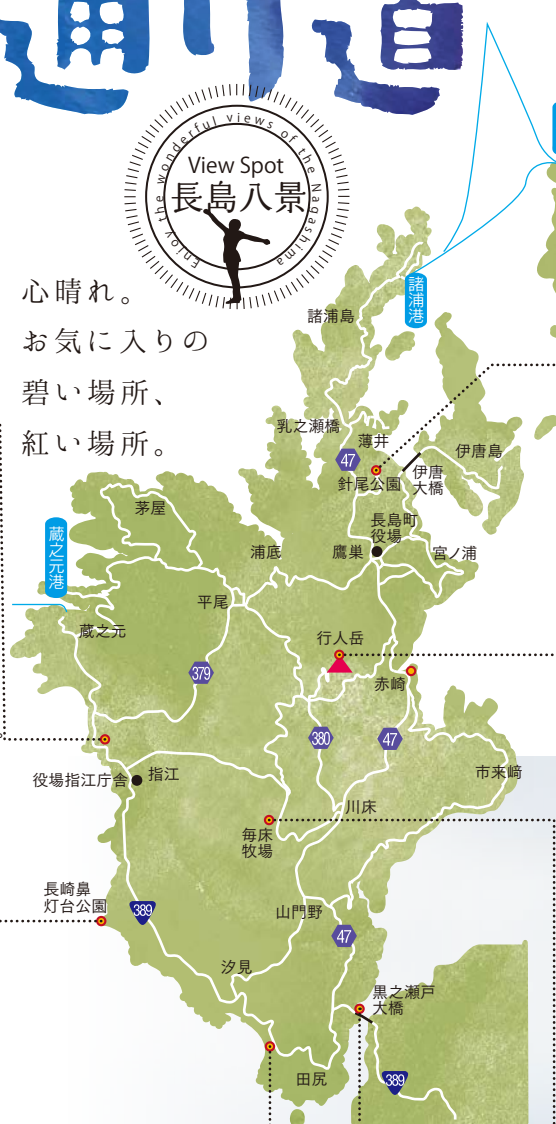 通り道
Enjoy the wonderful views of the Nagashima
View Spot
長島八景
心晴れ。
お気に入りの
碧い場所、
紅い場所。
諸浦港
諸浦島
乳之瀬橋
薄井
47
針尾公園
伊唐
大橋
伊唐島
長島町
役場
鷹巣
宮ノ浦
茅屋
浦底
蔵之元港
平尾
蔵之元
行人岳
379
赤崎
380
47
市来﨑
役場指江庁舎
指江
川床
毎床
牧場
長崎鼻
灯台公園
389
山門野
47
汐見
黒之瀬戸
大橋
田尻
389